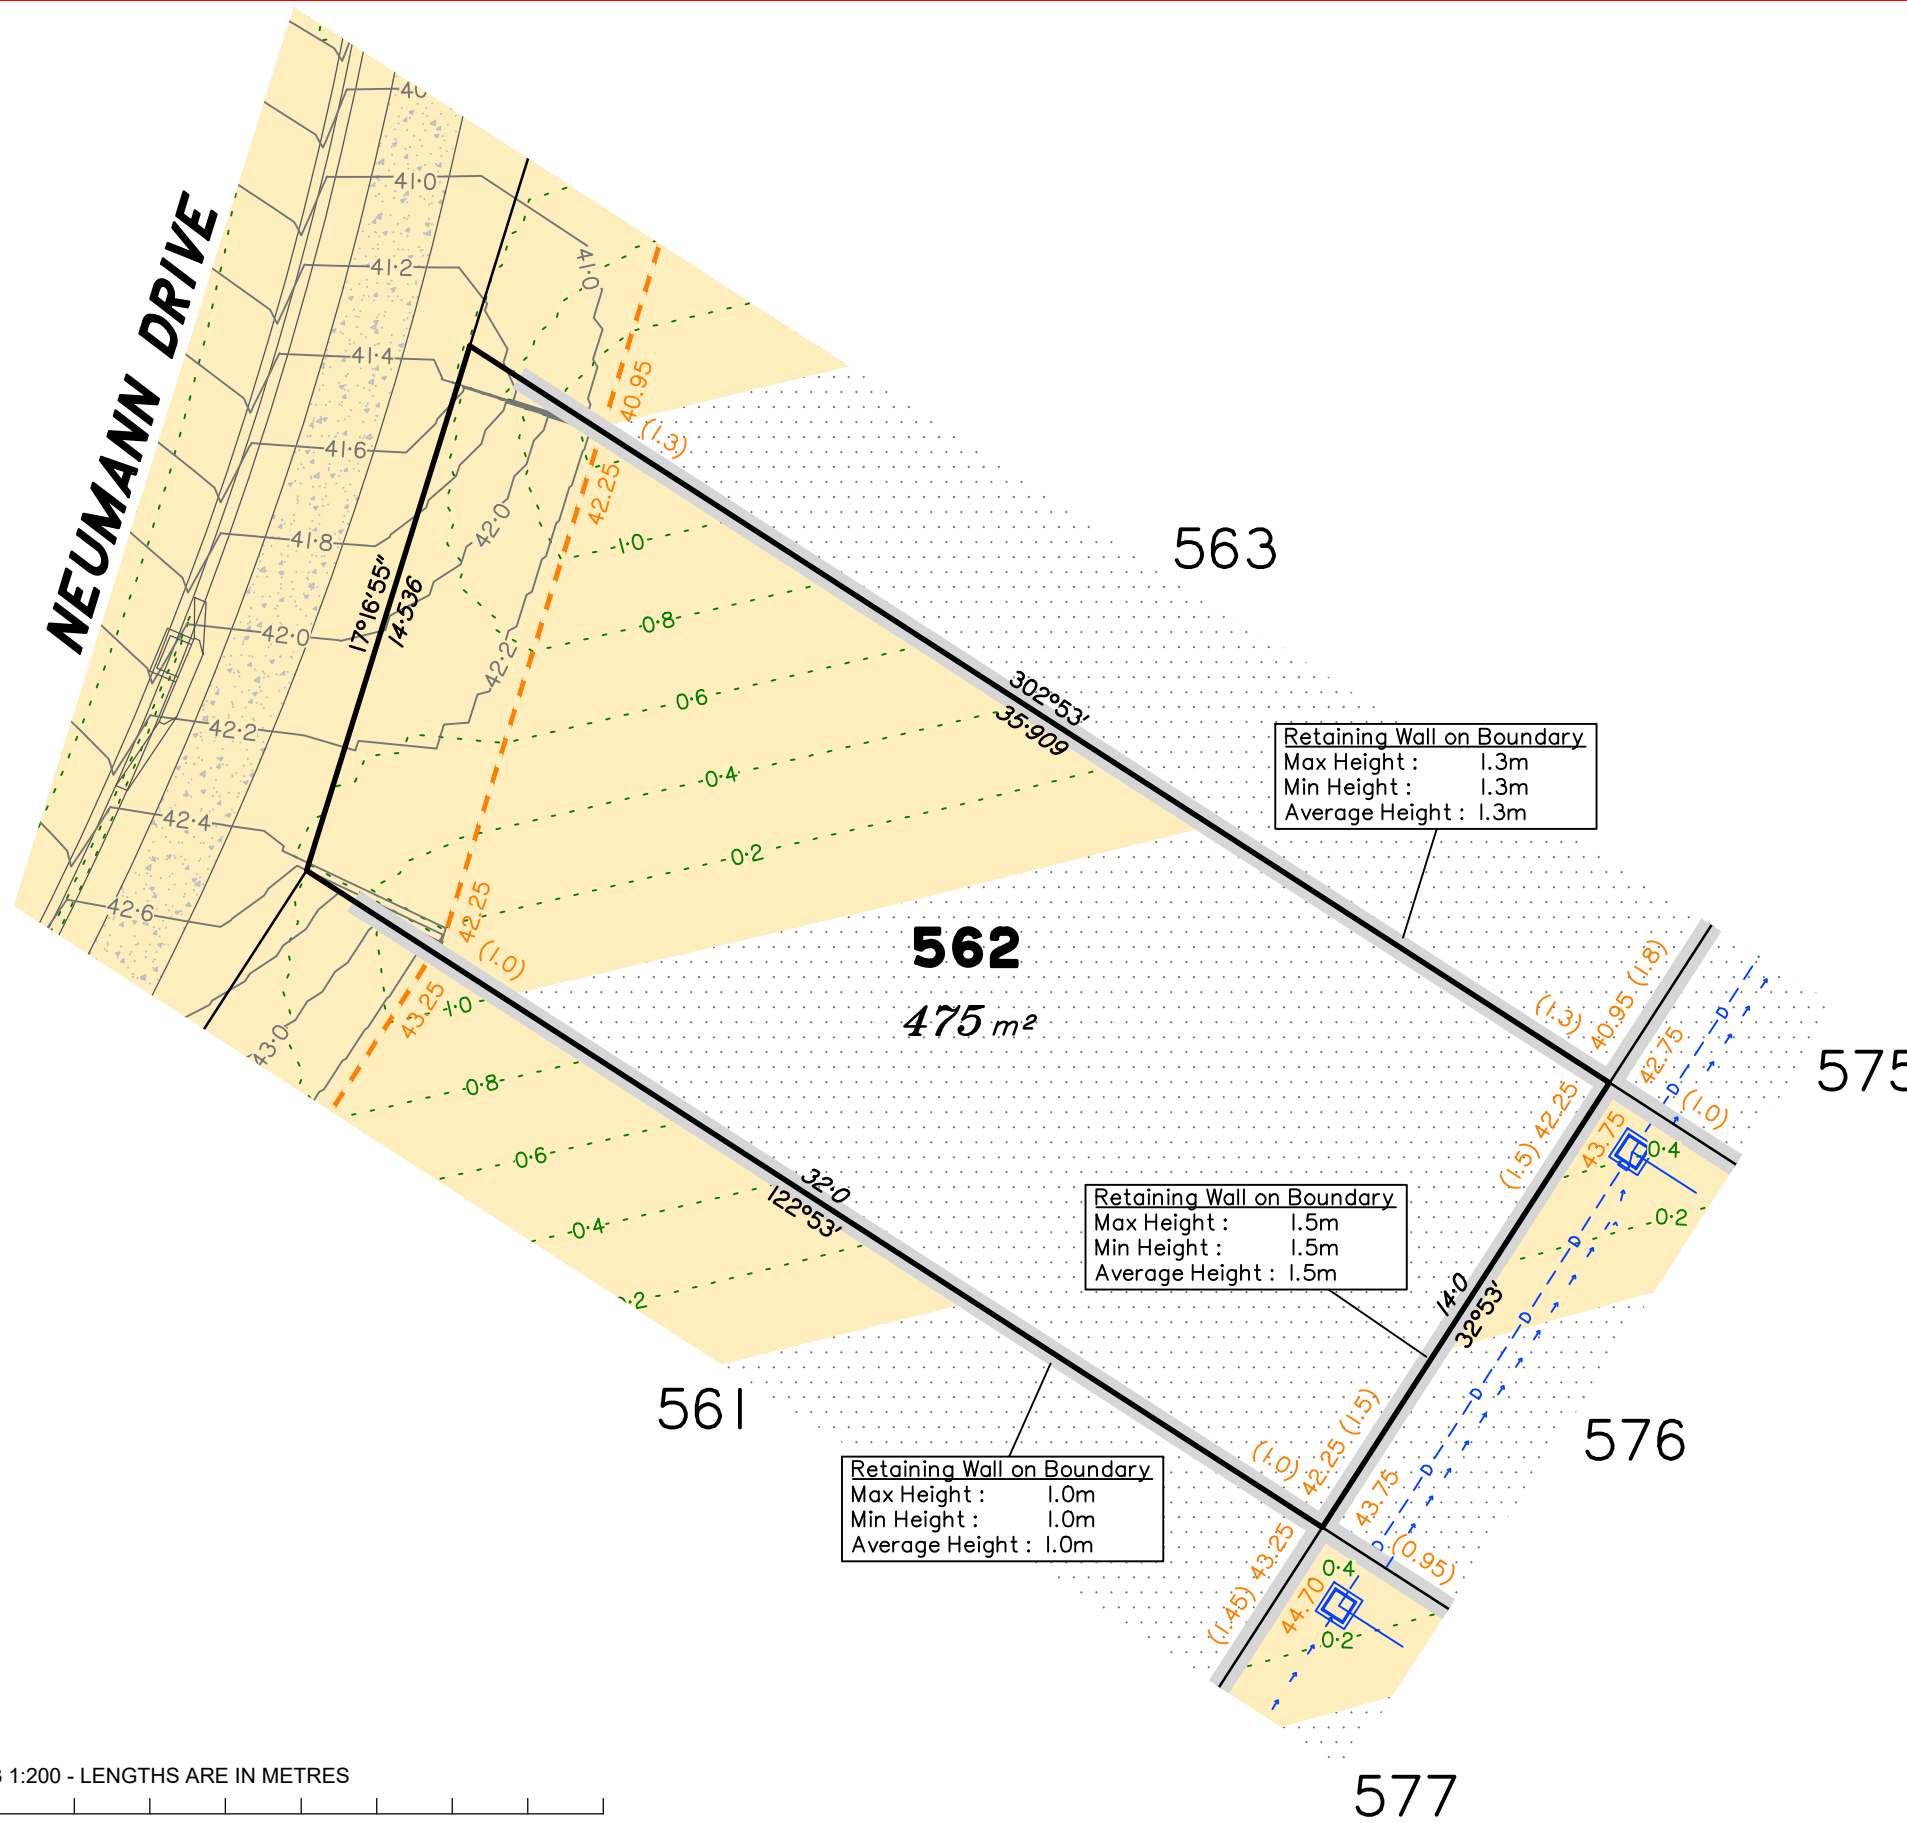 NEUMANN DRIVE
41·0
41·2
41·4
41·6
41·8
42·0
42·2
42·4
42·6
41·0
42·0
42·2
43·0
17°16'55"
14·536
40.95
(1.3)
42.25
1·0
0·8
0·6
0·4
0·2
42.25
(1.0)
43.25
1·0
0·8
0·6
0·4
302°53'
35·909
563
Retaining Wall on Boundary
Max Height : 1.3m
Min Height : 1.3m
Average Height : 1.3m
562
475 m²
(1.3)
40.95 (1.8)
42.75
(1.0)
575
(1.5) 42.25
43.75
0·4
0·2
D
D
D
D
D
D
D
Retaining Wall on Boundary
Max Height : 1.5m
Min Height : 1.5m
Average Height : 1.5m
14·0
32°53'
32·0
122°53'
561
576
Retaining Wall on Boundary
Max Height : 1.0m
Min Height : 1.0m
Average Height : 1.0m
(1.0)
42.25 (1.5)
43.75
(0.95)
(1.45) 43.25
44.70
0·4
0·2
577
1:200 - LENGTHS ARE IN METRES